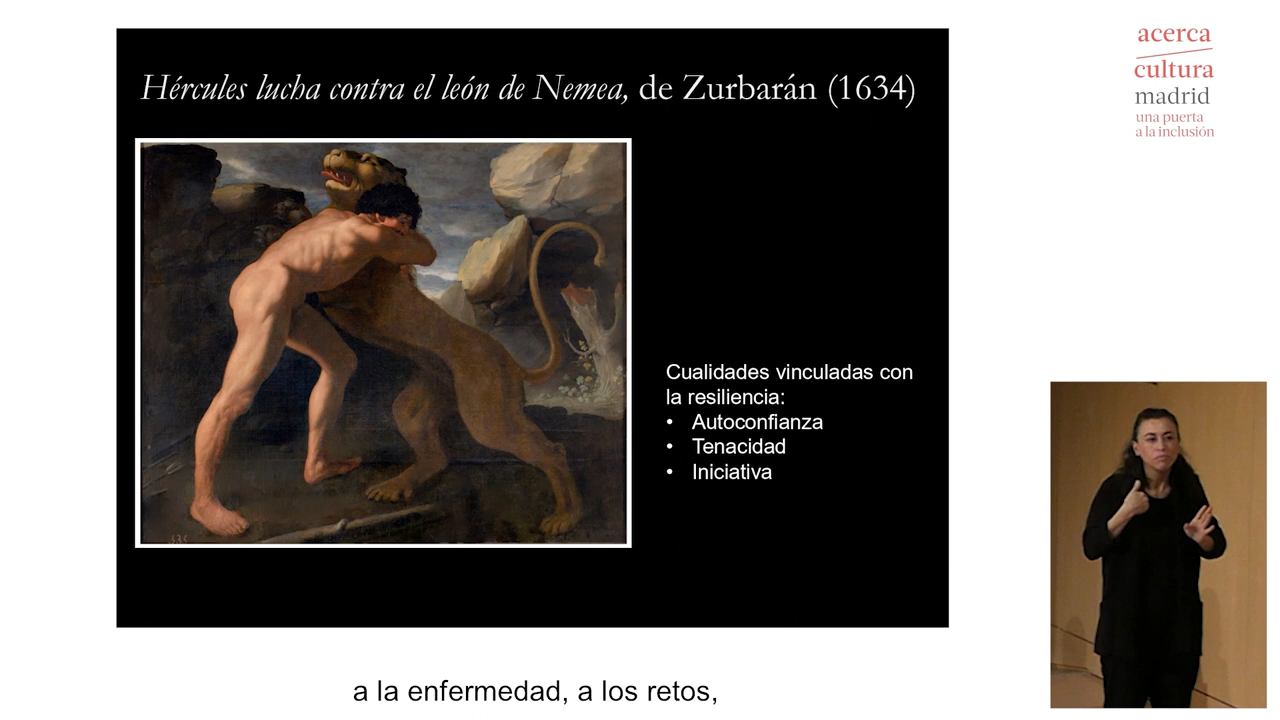 Hércules lucha contra el león de Nemea, de Zurbarán (1634)
acerca
cultura
madrid
una puerta
a la inclusión
Cualidades vinculadas con
la resiliencia:
• Autoconfianza
• Tenacidad
• Iniciativa
a la enfermedad, a los retos,